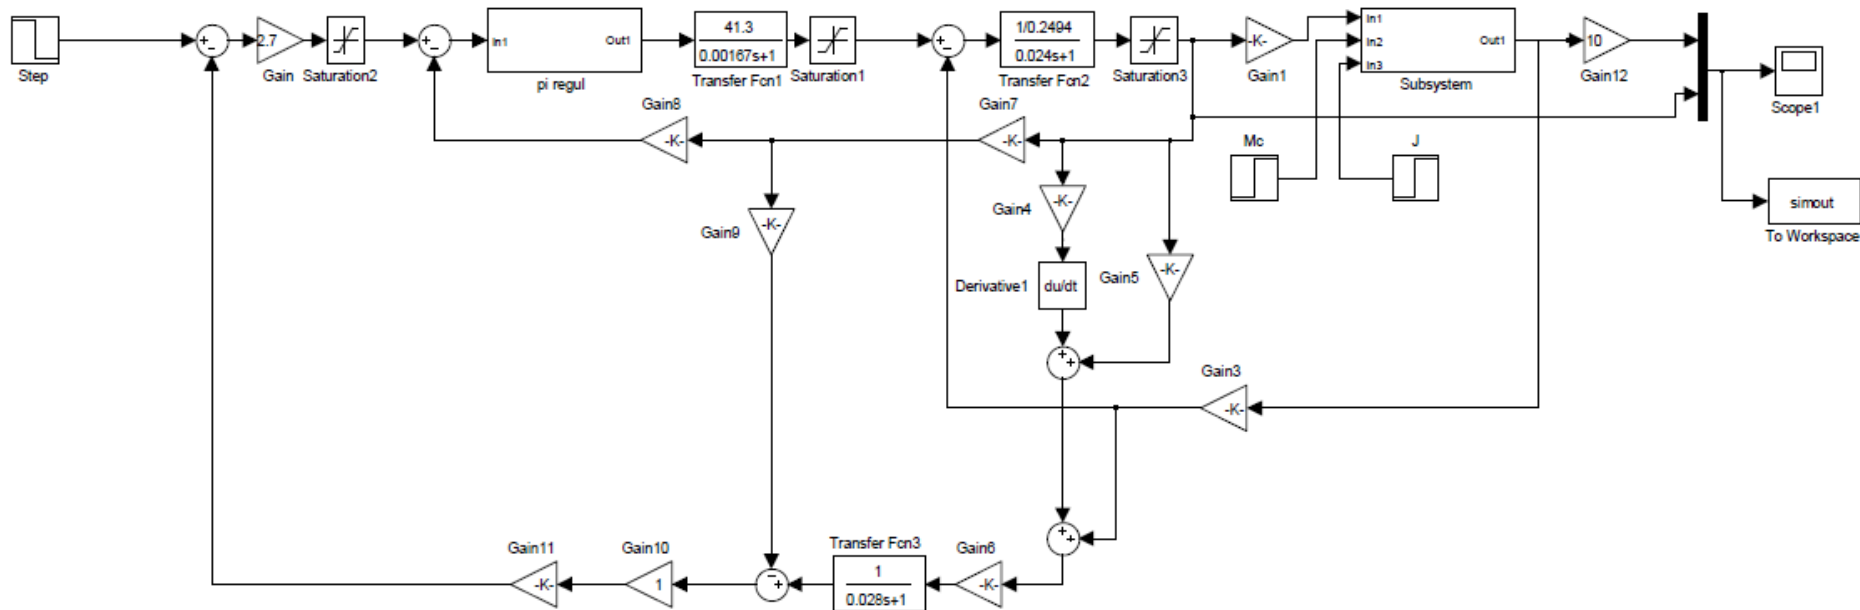 Step
+
-
2.7
Gain
Saturation2
+
-
In1
Out1
pi regul
41.3
0.00167s+1
Transfer Fcn1
Saturation1
+
-
1/0.2494
0.024s+1
Transfer Fcn2
Saturation3
-K-
Gain1
In1
In2
In3
Out1
Subsystem
10
Gain12
Scope1
Gain8
-K-
Gain7
-K-
Mc
J
simout
To Workspace
Gain9
-K-
Gain4
-K-
Derivative1
du/dt
Gain5
-K-
+
+
Gain3
-K-
+
+
Gain11
-K-
Gain10
1
-
+
Transfer Fcn3
1
0.028s+1
Gain6
-K-